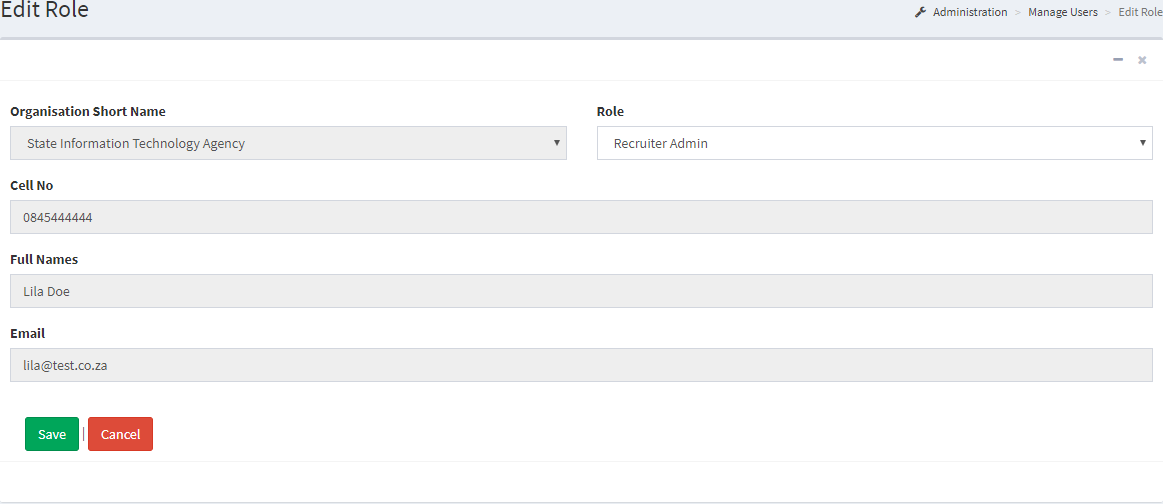 Edit Role
Administration > Manage Users > Edit Role
Organisation Short Name
Role
State Information Technology Agency
Recruiter Admin
Cell No
0845444444
Full Names
Lila Doe
Email
lila@test.co.za
Save | Cancel